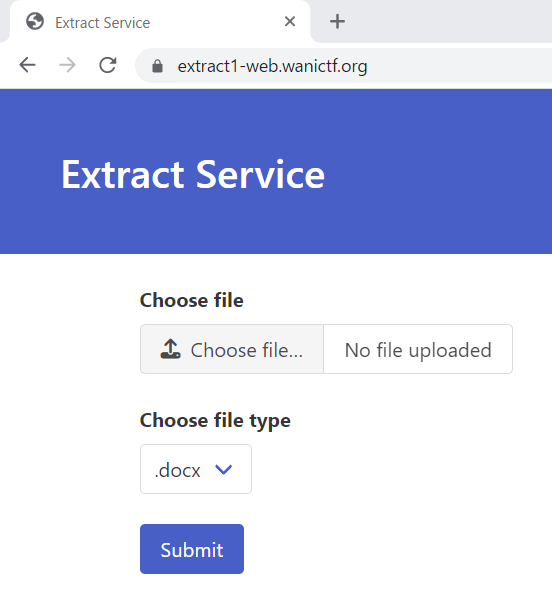 Extract Service
extract1-web.wanictf.org
Extract Service
Choose file
Choose file... No file uploaded
Choose file type
.docx
Submit